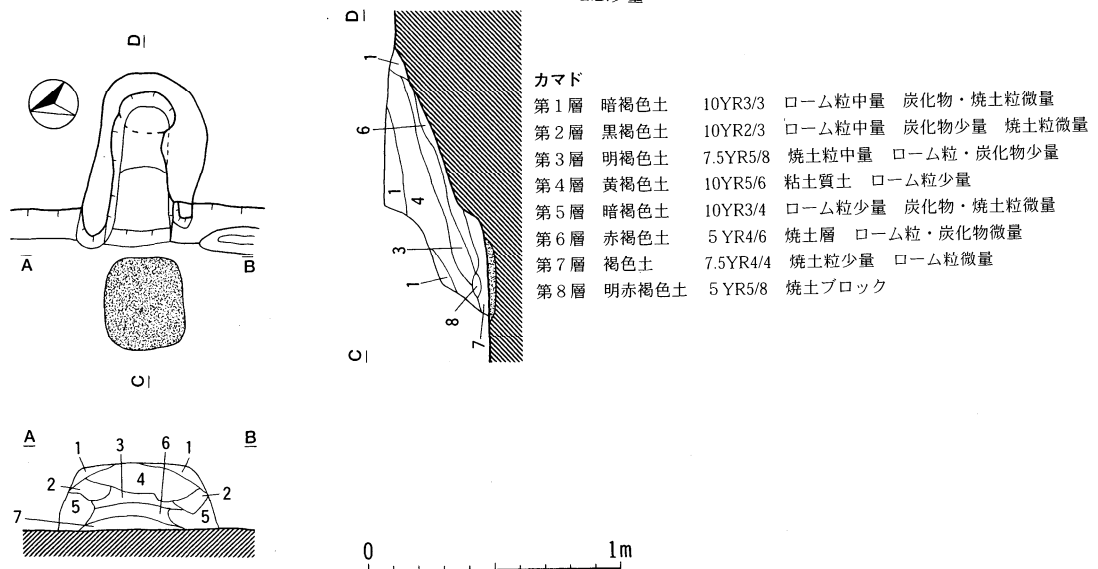 カマド
第1層 暗褐色土 10YR3/3 ローム粒中量 炭化物・焼土粒微量
第2層 黒褐色土 10YR2/3 ローム粒中量 炭化物少量 焼土粒微量
第3層 明褐色土 7.5YR5/8 焼土粒中量 ローム粒・炭化物少量
第4層 黄褐色土 10YR5/6 粘土質土 ローム粒少量
第5層 暗褐色土 10YR3/4 ローム粒少量 炭化物・焼土粒微量
第6層 赤褐色土 5YR4/6 焼土層 ローム粒・炭化物微量
第7層 褐色土 7.5YR4/4 焼土粒少量 ローム粒微量
第8層 明赤褐色土 5YR5/8 焼土ブロック
D
A B
C
D
1
6
1 4
3
1
8
7
C
A B
1 3 6 1
4
2 2
5 5
7
0 1m